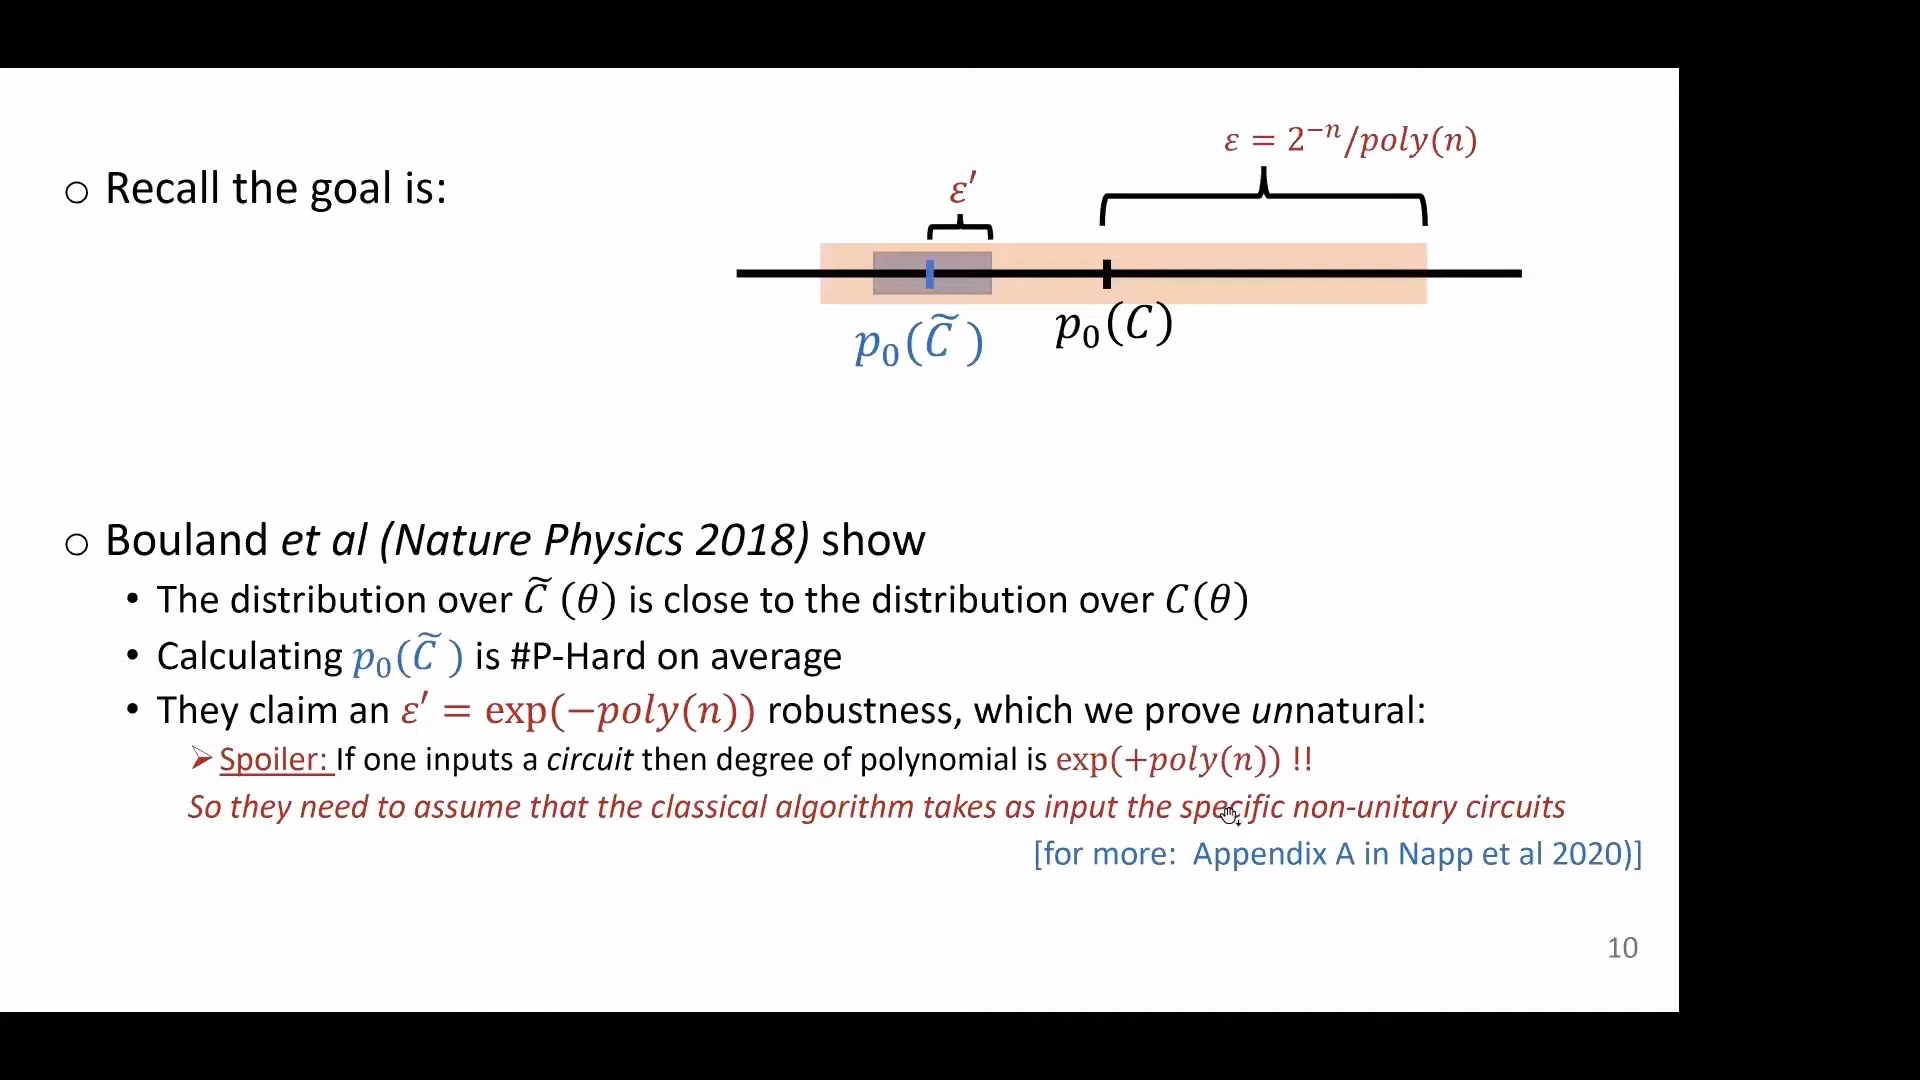 ε = 2⁻ⁿ/poly(n)
○ Recall the goal is:
ε′
p₀(C̃ )
p₀(C)
○ Bouland et al (Nature Physics 2018) show
• The distribution over C̃ (θ) is close to the distribution over C(θ)
• Calculating p₀(C̃ ) is #P-Hard on average
• They claim an ε′ = exp(−poly(n)) robustness, which we prove unnatural:
➢ Spoiler: If one inputs a circuit then degree of polynomial is exp(+poly(n)) !!
So they need to assume that the classical algorithm takes as input the specific non-unitary circuits
[for more: Appendix A in Napp et al 2020)]
10